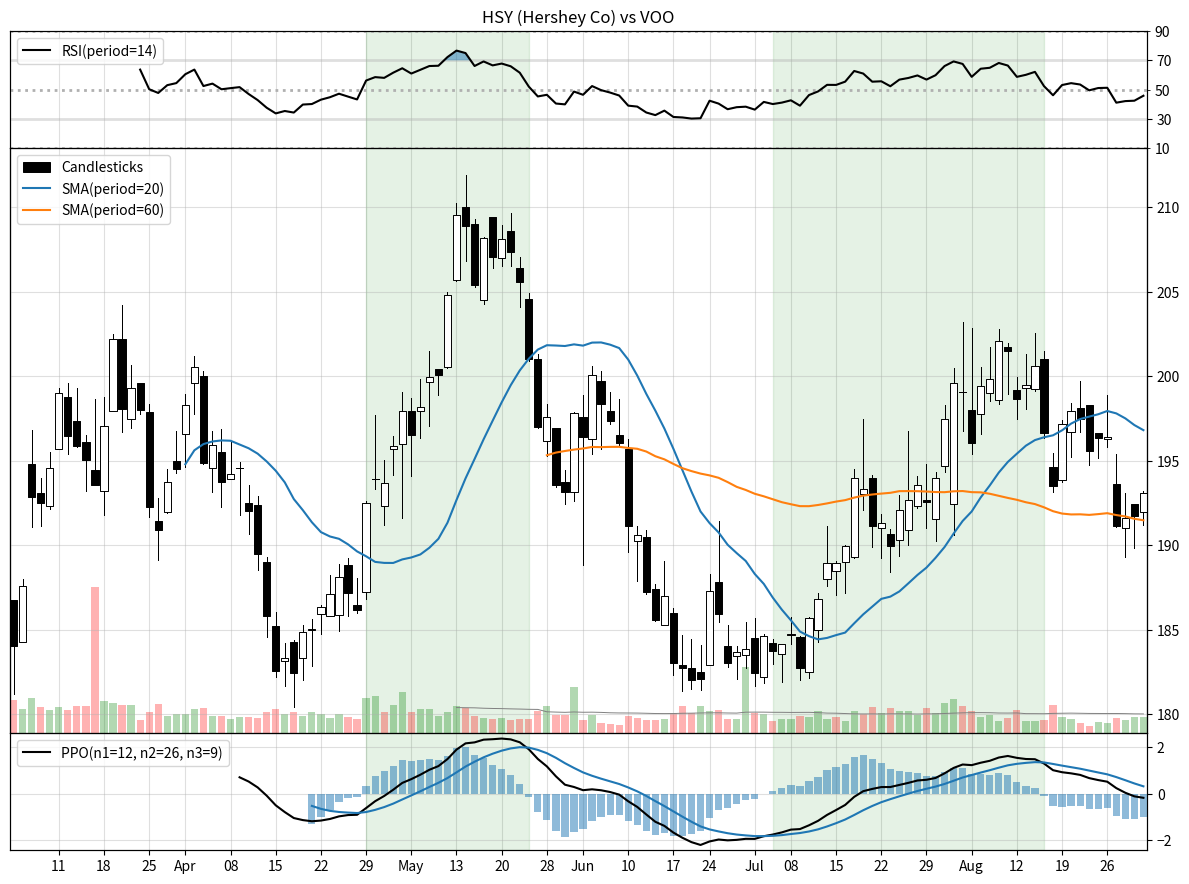 HSY (Hershey Co) vs VOO
RSI(period=14)
90
70
50
30
10
Candlesticks
SMA(period=20)
SMA(period=60)
210
205
200
195
190
185
180
PPO(n1=12, n2=26, n3=9)
2
0
−2
11 18 25 Apr 08 15 22 29 May 13 20 28 Jun 10 17 24 Jul 08 15 22 29 Aug 12 19 26